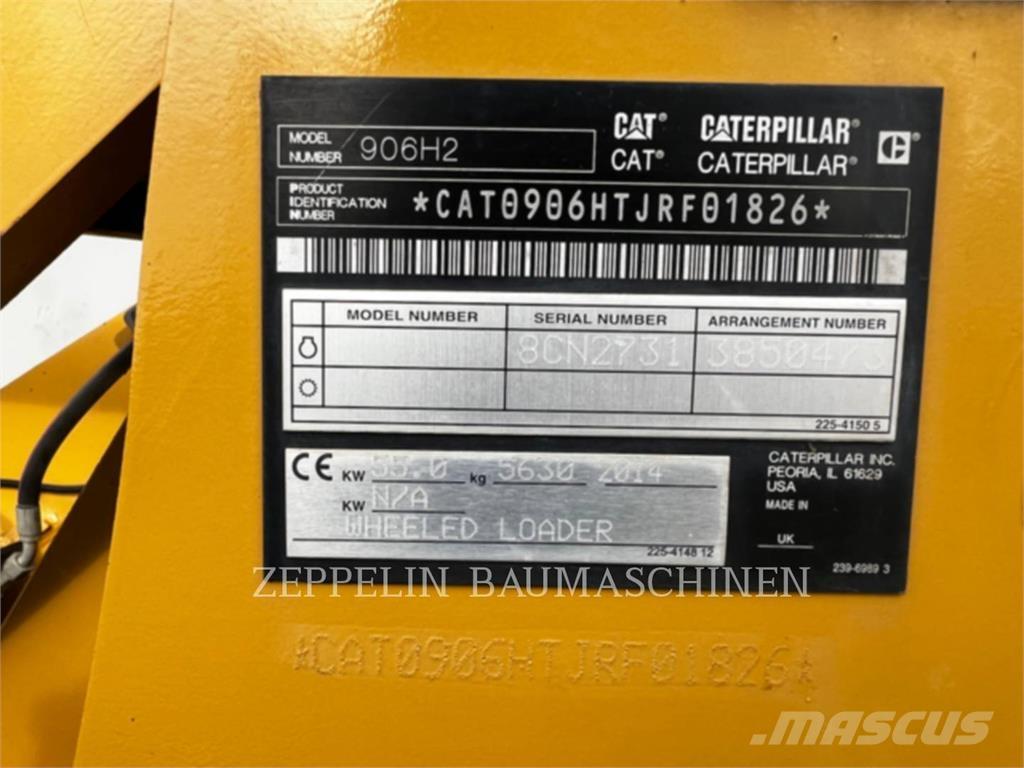 MODEL NUMBER 906H2
CAT® CATERPILLAR®
CAT® CATERPILLAR®
PRODUCT IDENTIFICATION NUMBER *CAT0906HTJRF01826*
MODEL NUMBER SERIAL NUMBER ARRANGEMENT NUMBER
8CN2731 3850473
225-4150 5
CE KW 55.0 kg 5630 2014
KW N/A
WHEELED LOADER
225-4148 12
CATERPILLAR INC.
PEORIA, IL 61629
USA
MADE IN
UK
239-6989 3
ZEPPELIN BAUMASCHINEN
*CAT0906HTJRF01826*
MASCUS